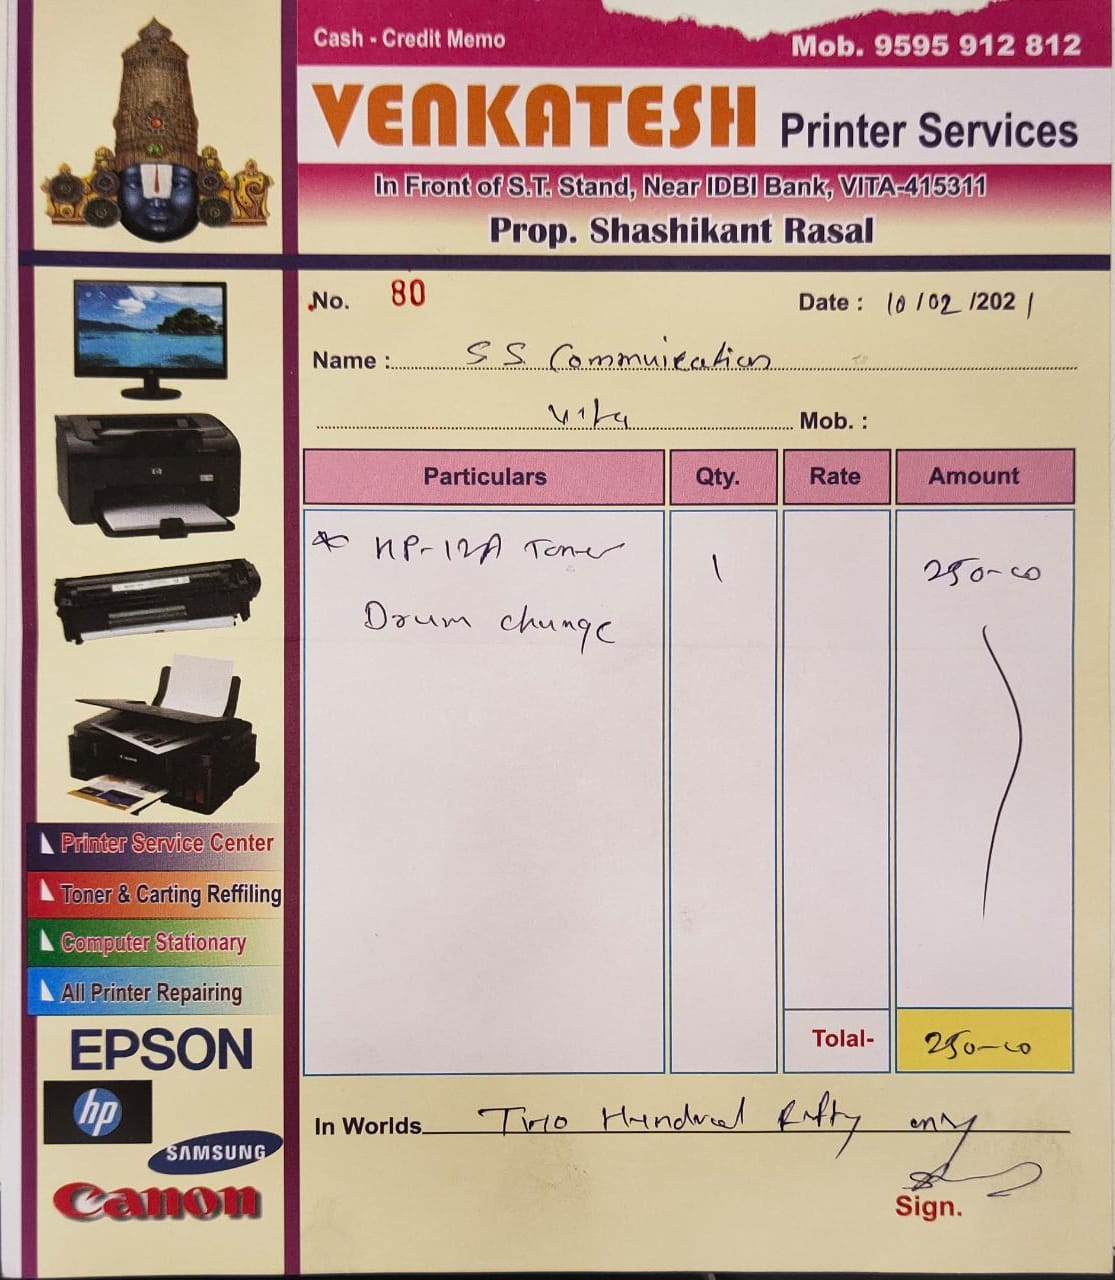 Cash - Credit Memo
Mob. 9595 912 812
VENKATESH Printer Services
In Front of S.T. Stand, Near IDBI Bank, VITA-415311
Prop. Shashikant Rasal
No. 80
Date : 10/02/2021
Name : S S Commuication
Vita Mob. :
Particulars Qty. Rate Amount
* HP-12A Toner 1 250-00
Drum change
Tolal- 250-00
In Worlds Two Hundred Fifty only
Sign.
Printer Service Center
Toner & Carting Reffiling
Computer Stationary
All Printer Repairing
EPSON
hp
SAMSUNG
Canon